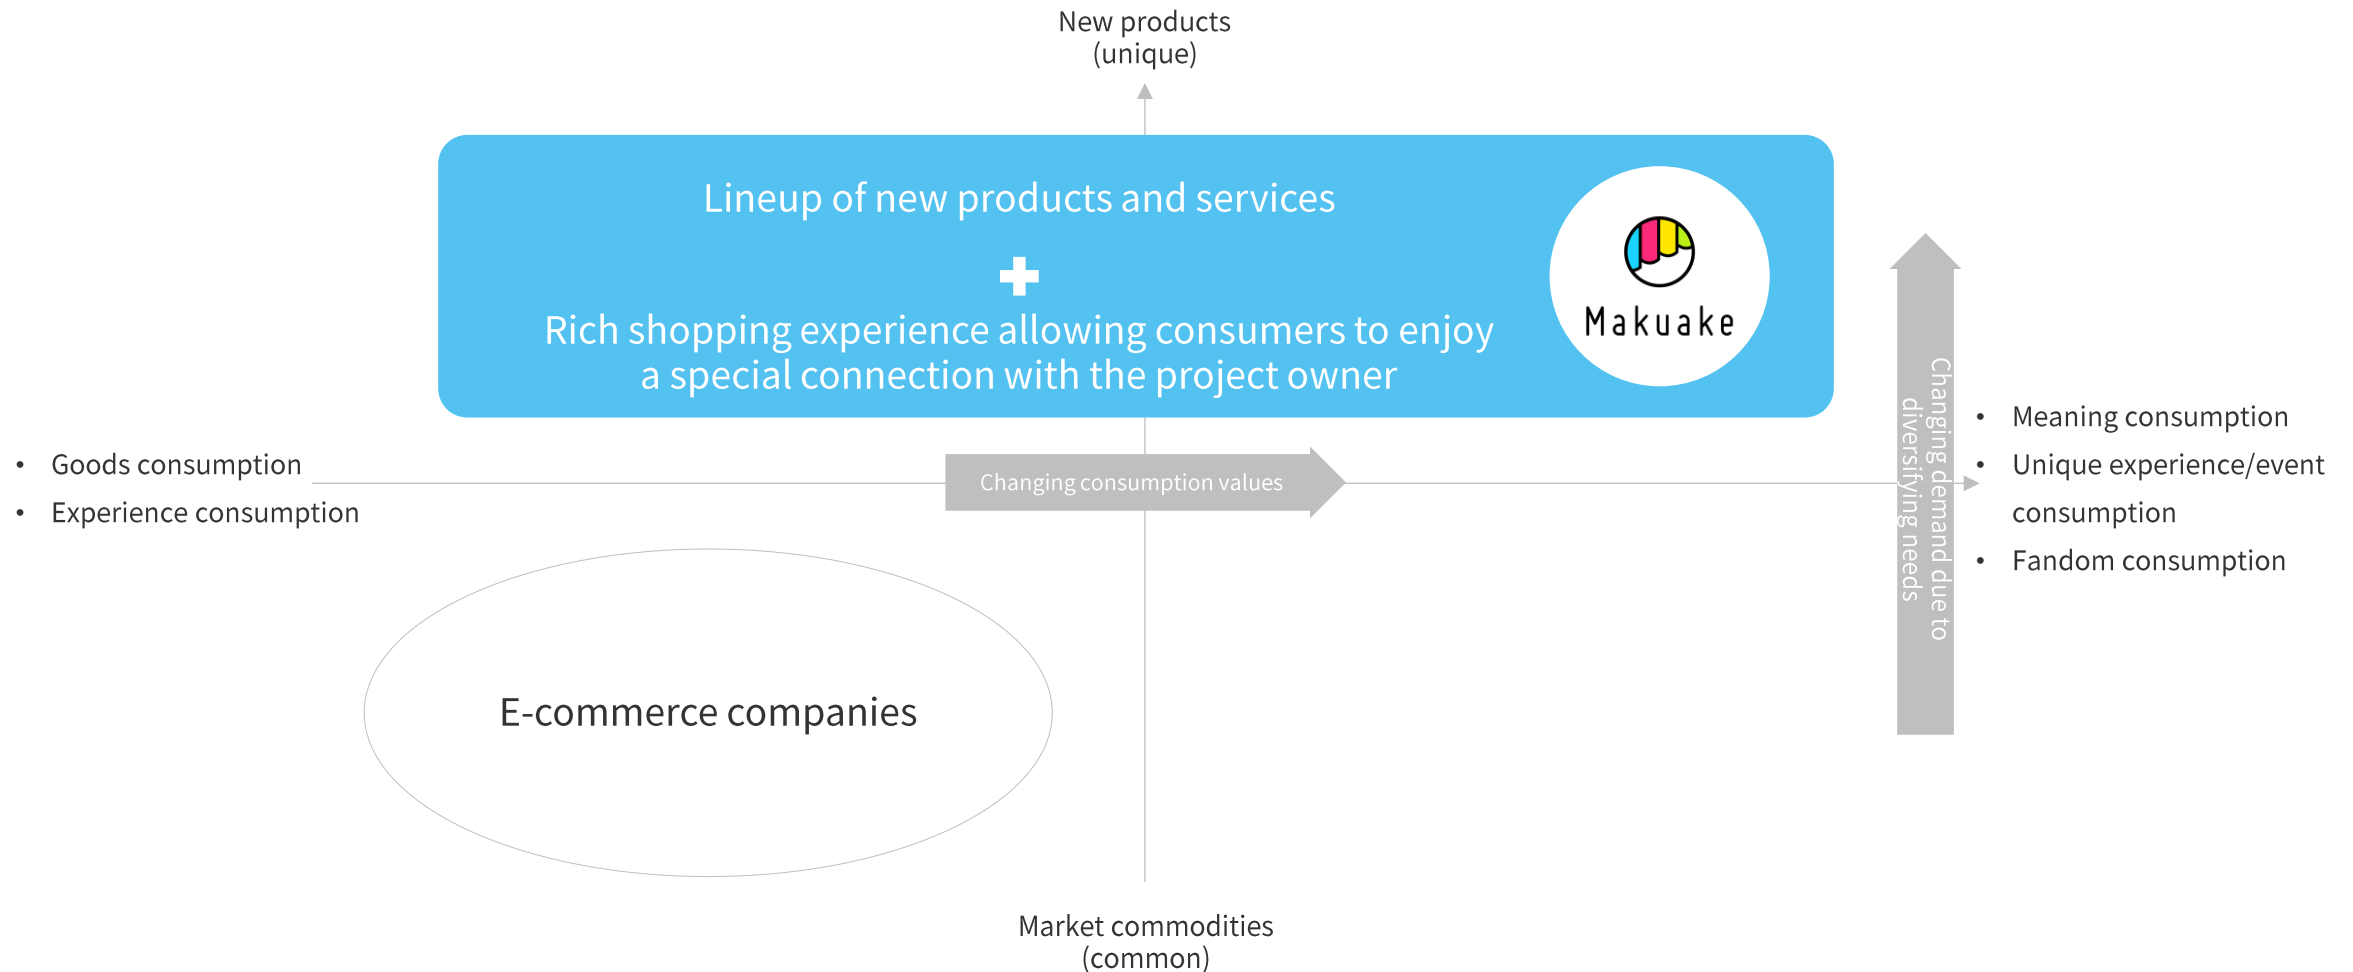 New products
(unique)
Lineup of new products and services
Rich shopping experience allowing consumers to enjoy
a special connection with the project owner
Makuake
• Goods consumption
• Experience consumption
Changing consumption values
Changing demand due to
diversifying needs
• Meaning consumption
• Unique experience/event
consumption
• Fandom consumption
E-commerce companies
Market commodities
(common)